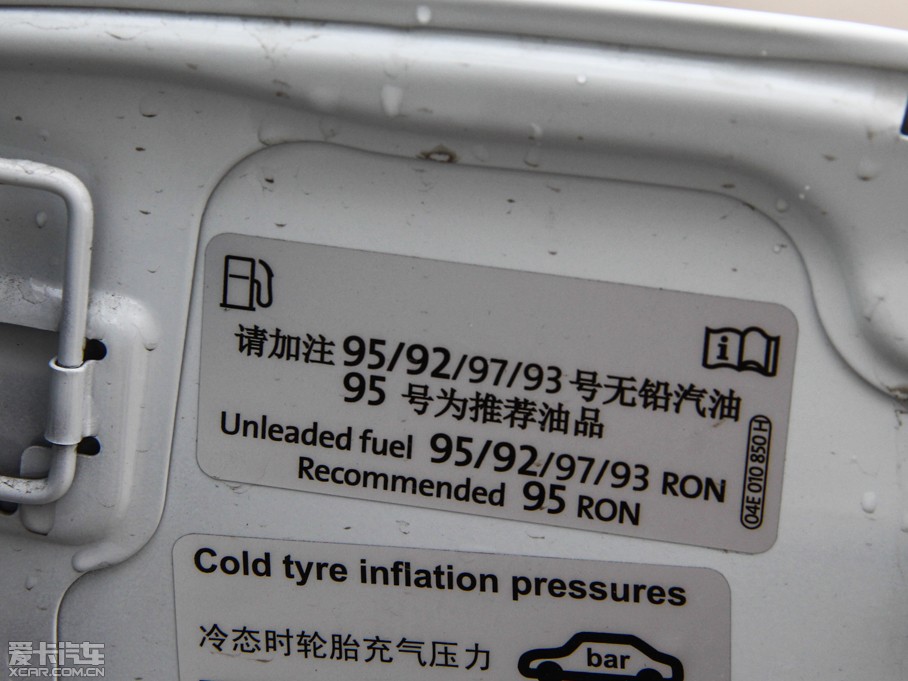 请加注 95/92/97/93 号无铅汽油
95 号为推荐油品
Unleaded fuel 95/92/97/93 RON
Recommended 95 RON
04E 010 850 H
Cold tyre inflation pressures
冷态时轮胎充气压力
bar
爱卡汽车
XCAR.COM.CN